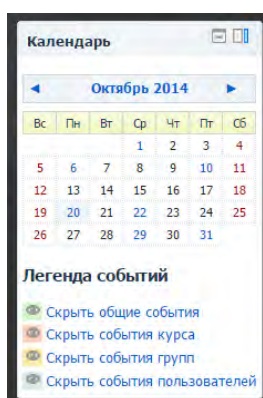 Календарь
◄ Октябрь 2014 ►
Вс Пн Вт Ср Чт Пт Сб
1 2 3 4
5 6 7 8 9 10 11
12 13 14 15 16 17 18
19 20 21 22 23 24 25
26 27 28 29 30 31
Легенда событий
Скрыть общие события
Скрыть события курса
Скрыть события групп
Скрыть события пользователей